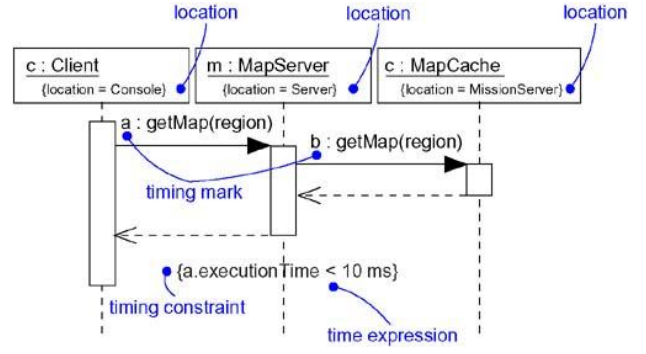 location
location
location
c : Client
{location = Console}
m : MapServer
{location = Server}
c : MapCache
{location = MissionServer}
a : getMap(region)
b : getMap(region)
timing mark
{a.executionTime < 10 ms}
timing constraint
time expression